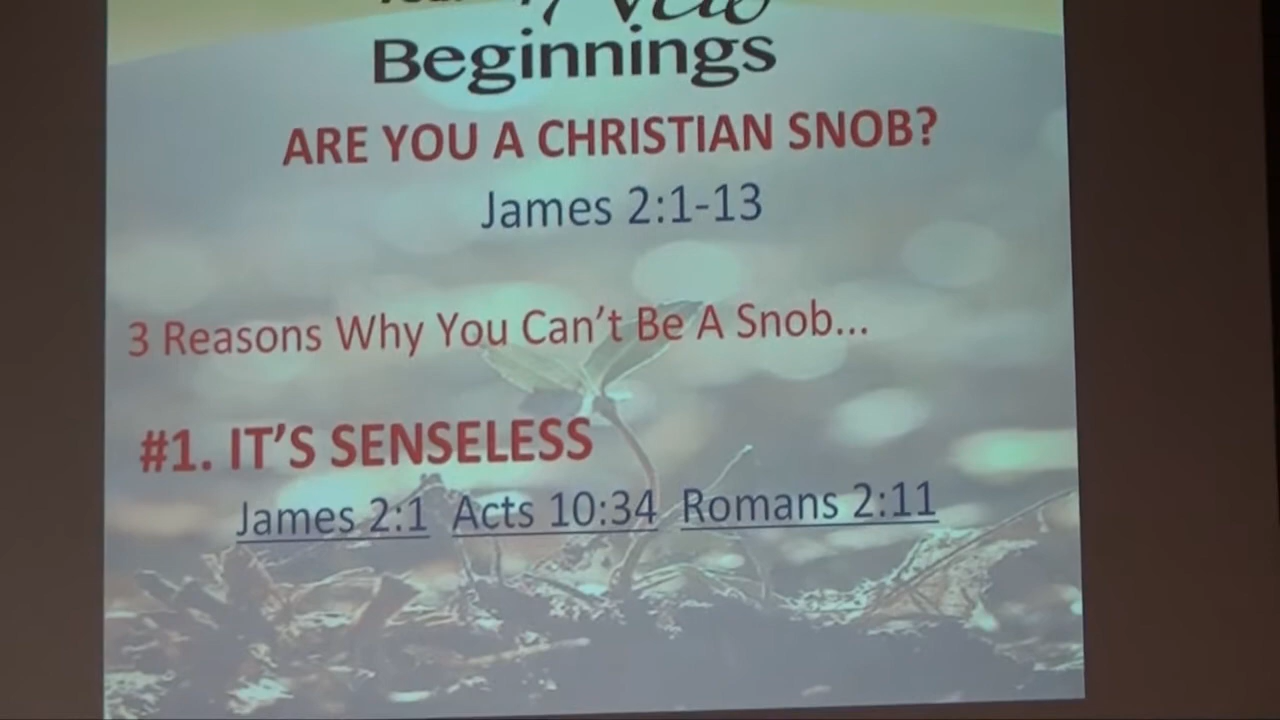 New
Beginnings
ARE YOU A CHRISTIAN SNOB?
James 2:1-13
3 Reasons Why You Can't Be A Snob...
#1. IT'S SENSELESS
James 2:1 Acts 10:34 Romans 2:11